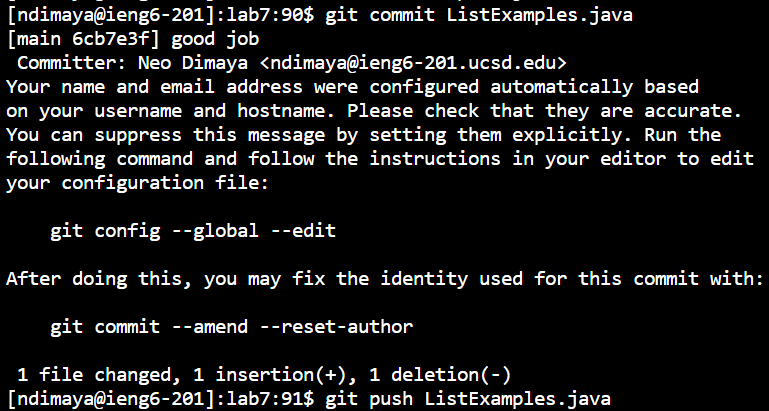 [ndimaya@ieng6-201]:lab7:90$ git commit ListExamples.java
[main 6cb7e3f] good job
 Committer: Neo Dimaya <ndimaya@ieng6-201.ucsd.edu>
Your name and email address were configured automatically based
on your username and hostname. Please check that they are accurate.
You can suppress this message by setting them explicitly. Run the
following command and follow the instructions in your editor to edit
your configuration file:

    git config --global --edit

After doing this, you may fix the identity used for this commit with:

    git commit --amend --reset-author

 1 file changed, 1 insertion(+), 1 deletion(-)
[ndimaya@ieng6-201]:lab7:91$ git push ListExamples.java